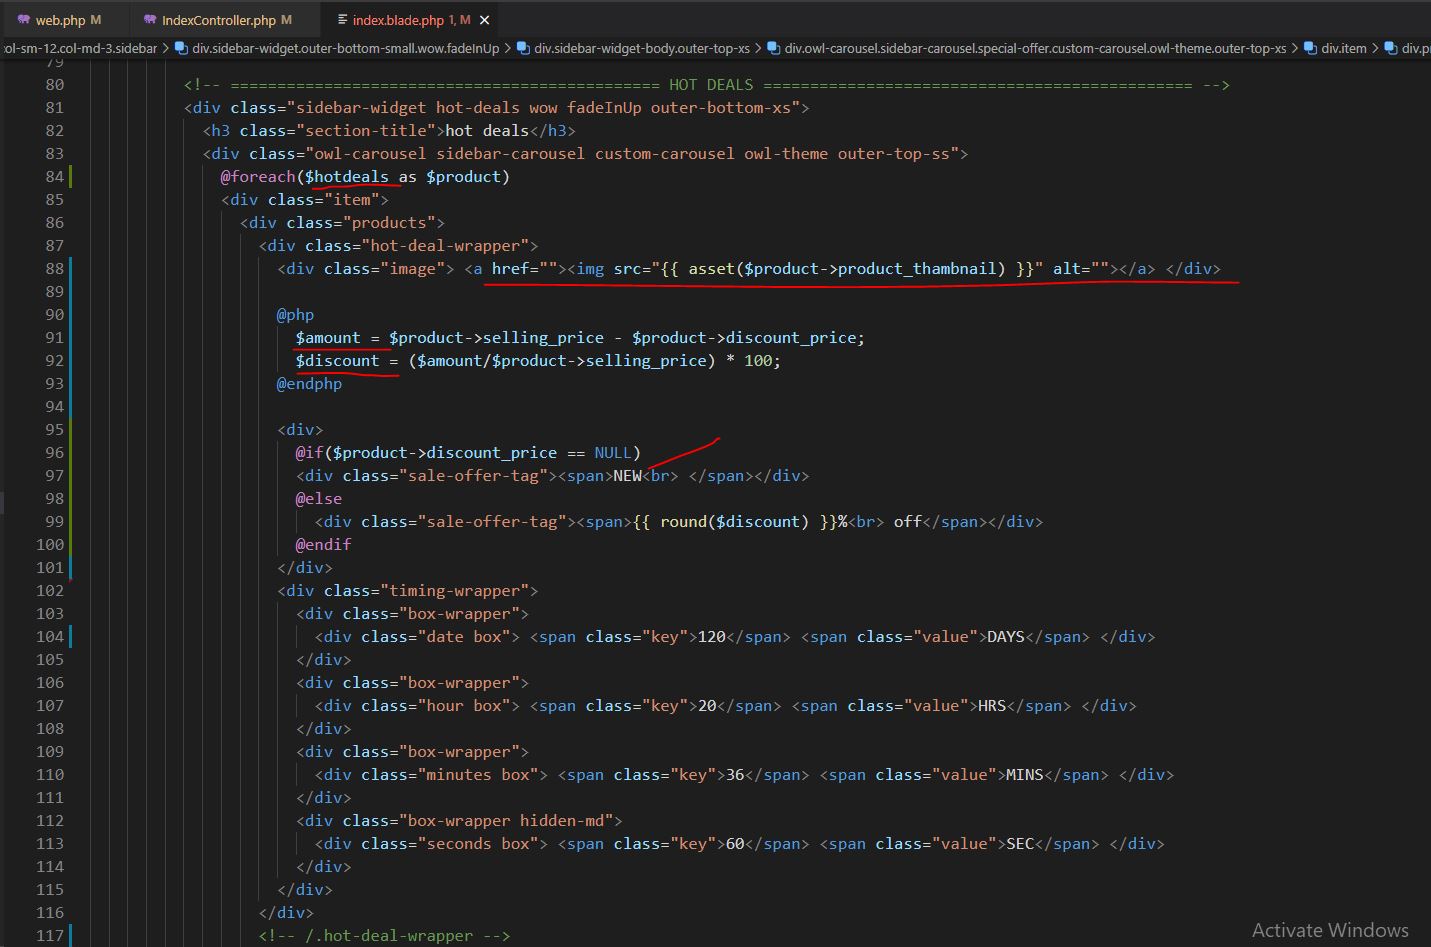 web.php M IndexController.php M index.blade.php 1, M
col-sm-12.col-md-3.sidebar > div.sidebar-widget.outer-bottom-small.wow.fadeInUp > div.sidebar-widget-body.outer-top-xs > div.owl-carousel.sidebar-carousel.special-offer.custom-carousel.owl-theme.outer-top-xs > div.item >
79
80 <!-- ============================================== HOT DEALS ============================================== -->
81 <div class="sidebar-widget hot-deals wow fadeInUp outer-bottom-xs">
82 <h3 class="section-title">hot deals</h3>
83 <div class="owl-carousel sidebar-carousel custom-carousel owl-theme outer-top-ss">
84 @foreach($hotdeals as $product)
85 <div class="item">
86 <div class="products">
87 <div class="hot-deal-wrapper">
88 <div class="image"> <a href=""><img src="{{ asset($product->product_thambnail) }}" alt=""></a> </div>
89
90 @php
91 $amount = $product->selling_price - $product->discount_price;
92 $discount = ($amount/$product->selling_price) * 100;
93 @endphp
94
95 <div>
96 @if($product->discount_price == NULL)
97 <div class="sale-offer-tag"><span>NEW<br> </span></div>
98 @else
99 <div class="sale-offer-tag"><span>{{ round($discount) }}%<br> off</span></div>
100 @endif
101 </div>
102 <div class="timing-wrapper">
103 <div class="box-wrapper">
104 <div class="date box"> <span class="key">120</span> <span class="value">DAYS</span> </div>
105 </div>
106 <div class="box-wrapper">
107 <div class="hour box"> <span class="key">20</span> <span class="value">HRS</span> </div>
108 </div>
109 <div class="box-wrapper">
110 <div class="minutes box"> <span class="key">36</span> <span class="value">MINS</span> </div>
111 </div>
112 <div class="box-wrapper hidden-md">
113 <div class="seconds box"> <span class="key">60</span> <span class="value">SEC</span> </div>
114 </div>
115 </div>
116 </div>
117 <!-- /.hot-deal-wrapper -->
Activate Windows